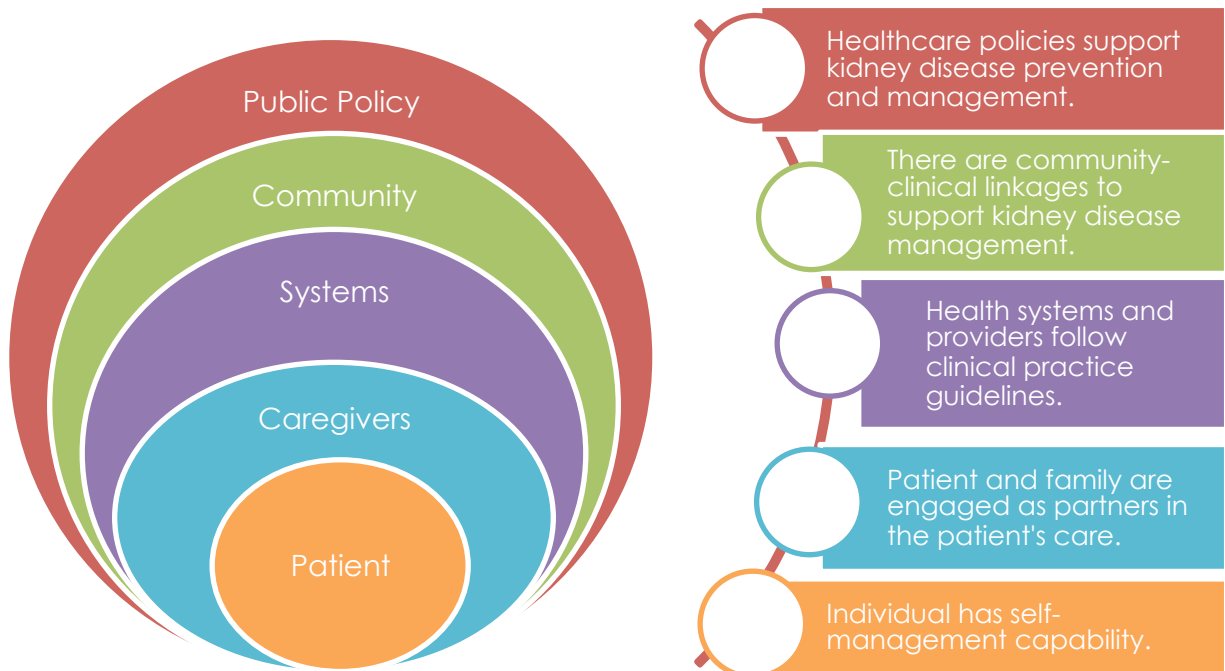 Public Policy
Community
Systems
Caregivers
Patient
Healthcare policies support
kidney disease prevention
and management.
There are community-
clinical linkages to
support kidney disease
management.
Health systems and
providers follow
clinical practice
guidelines.
Patient and family are
engaged as partners in
the patient's care.
Individual has self-
management capability.